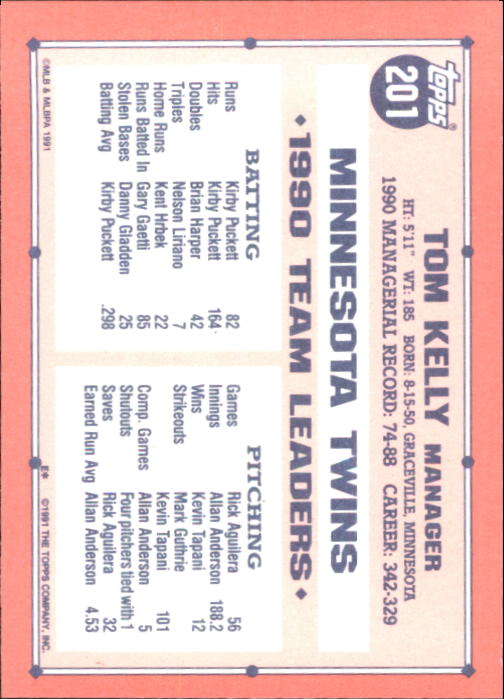 topps®
201
TOM KELLY MANAGER
HT: 5'11" WT: 185 BORN: 8-15-50, GRACEVILLE, MINNESOTA
1990 MANAGERIAL RECORD: 74-88 CAREER: 342-329
MINNESOTA TWINS
♦ 1990 TEAM LEADERS ♦
BATTING
Runs Kirby Puckett 82
Hits Kirby Puckett 164
Doubles Brian Harper 42
Triples Nelson Liriano 7
Home Runs Kent Hrbek 22
Runs Batted In Gary Gaetti 85
Stolen Bases Danny Gladden 25
Batting Avg Kirby Puckett .298
PITCHING
Games Rick Aguilera 56
Innings Allan Anderson 188.2
Wins Kevin Tapani 12
Strikeouts Mark Guthrie
Kevin Tapani 101
Comp. Games Allan Anderson 5
Shutouts Four pitchers tied with 1
Saves Rick Aguilera 32
Earned Run Avg Allan Anderson 4.53
©MLB & MLBPA 1991
E* ©1991 THE TOPPS COMPANY, INC.